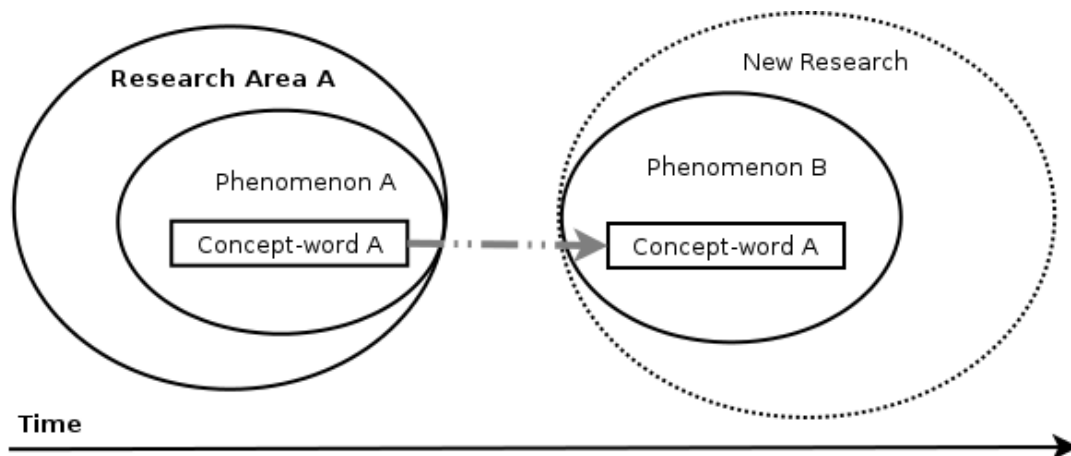 Research Area A
New Research
Phenomenon A
Phenomenon B
Concept-word A
Concept-word A
Time